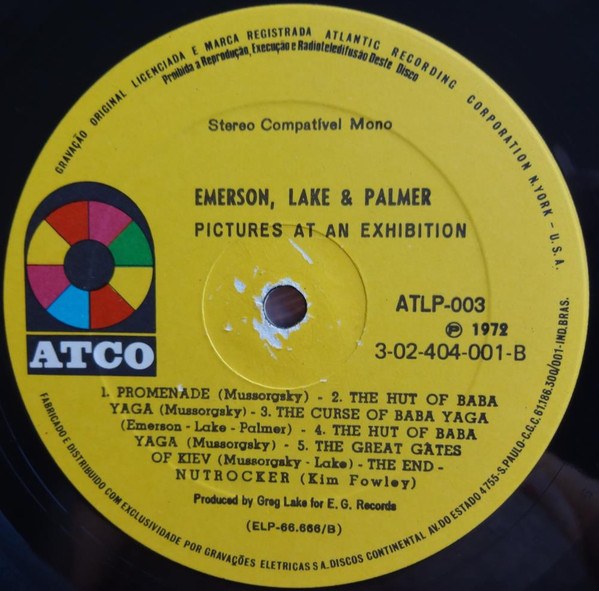 GRAVAÇÃO ORIGINAL LICENCIADA E MARCA REGISTRADA ATLANTIC RECORDING CORPORATION N.YORK - U.S.A.
Proibida a Reprodução, Execução e Radioteledifusão Deste Disco
Stereo Compatível Mono
EMERSON, LAKE & PALMER
PICTURES AT AN EXHIBITION
ATLP-003
Ⓟ 1972
3-02-404-001-B
ATCO
1. PROMENADE (Mussorgsky) - 2. THE HUT OF BABA
YAGA (Mussorgsky) - 3. THE CURSE OF BABA YAGA
(Emerson - Lake - Palmer) - 4. THE HUT OF BABA
YAGA (Mussorgsky) - 5. THE GREAT GATES
OF KIEV (Mussorgsky - Lake) - THE END -
NUTROCKER (Kim Fowley)
Produced by Greg Lake for E. G. Records
(ELP-66.666/B)
FABRICADO E DISTRIBUIDO COM EXCLUSIVIDADE POR GRAVAÇÕES ELETRICAS S A. DISCOS CONTINENTAL AV. DO ESTADO 4755-S. PAULO-C.G.C. 61.186.300/001-IND.BRAS.